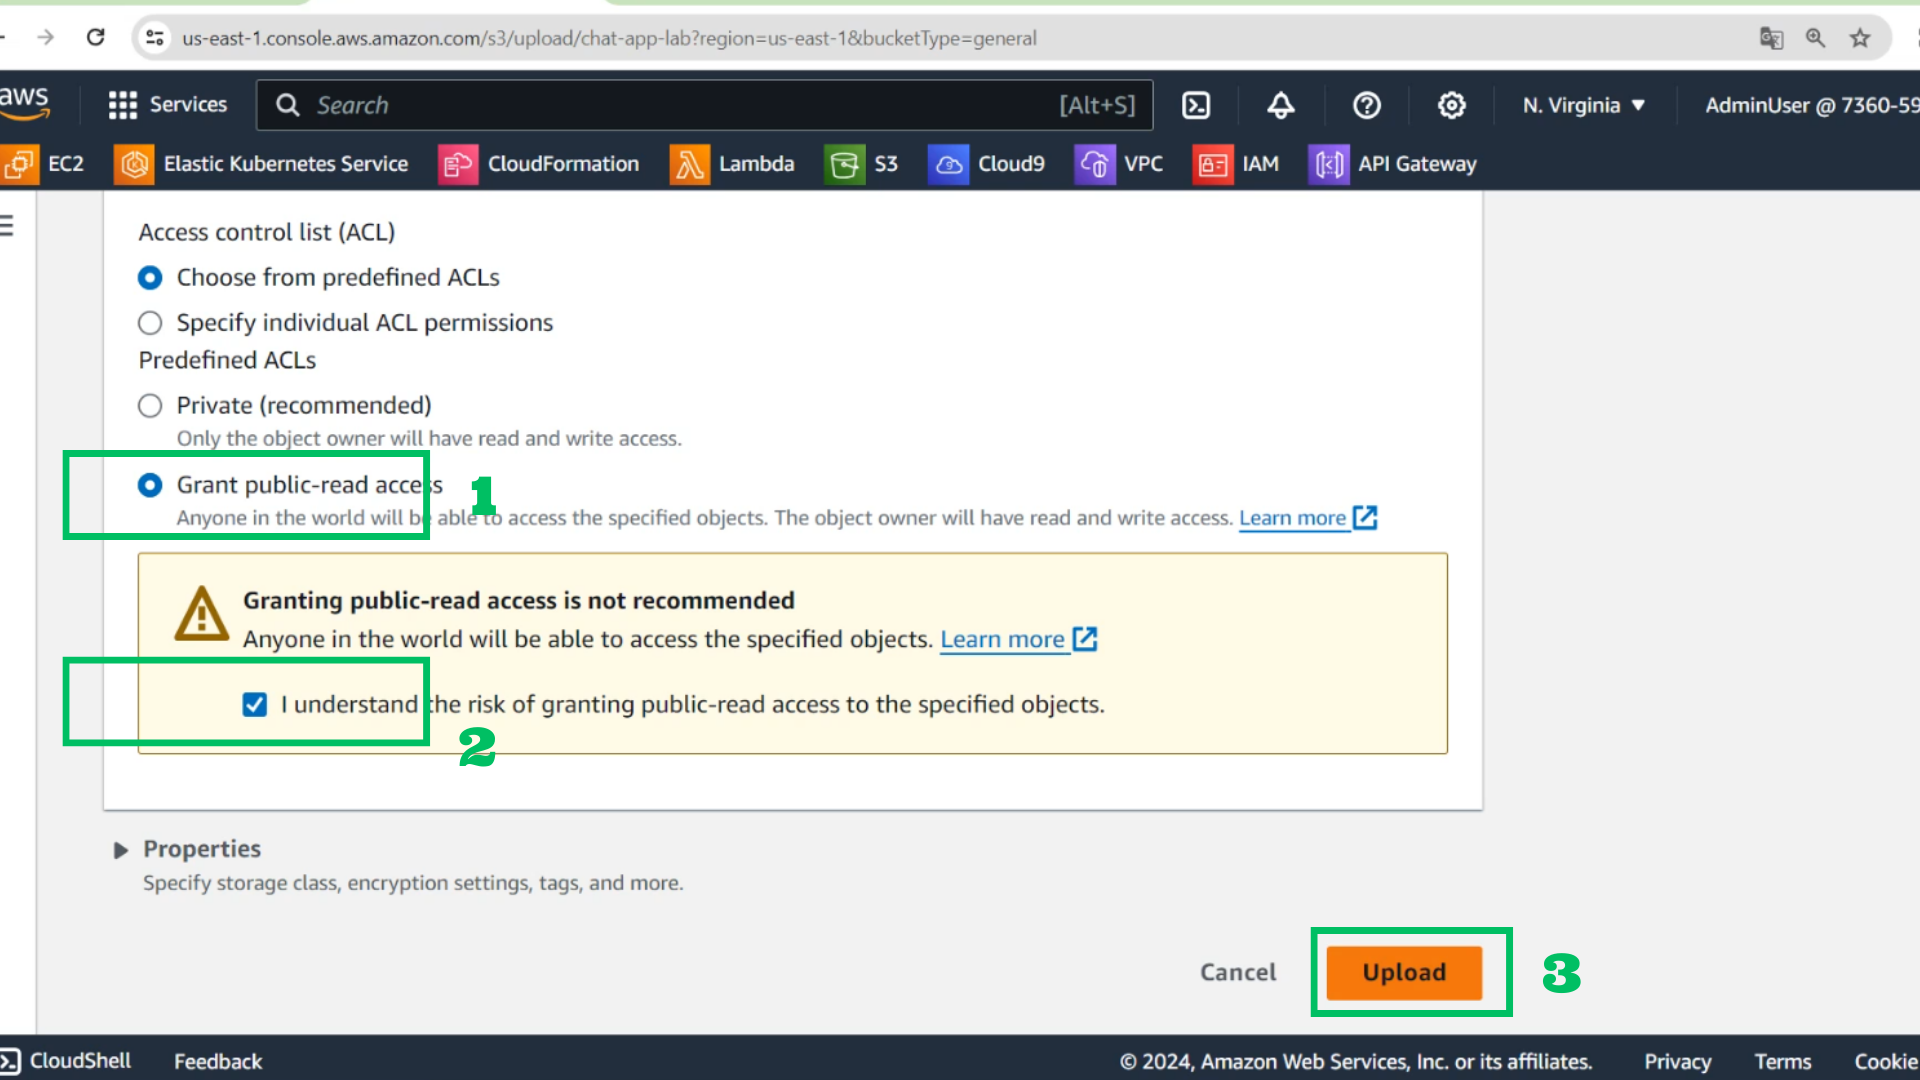 us-east-1.console.aws.amazon.com/s3/upload/chat-app-lab?region=us-east-1&bucketType=general
aws Services Search [Alt+S] N. Virginia AdminUser @ 7360-59
EC2 Elastic Kubernetes Service CloudFormation Lambda S3 Cloud9 VPC IAM API Gateway
Access control list (ACL)
Choose from predefined ACLs
Specify individual ACL permissions
Predefined ACLs
Private (recommended)
Only the object owner will have read and write access.
Grant public-read access 1
Anyone in the world will be able to access the specified objects. The object owner will have read and write access. Learn more
Granting public-read access is not recommended
Anyone in the world will be able to access the specified objects. Learn more
I understand the risk of granting public-read access to the specified objects.
2
Properties
Specify storage class, encryption settings, tags, and more.
Cancel Upload 3
CloudShell Feedback © 2024, Amazon Web Services, Inc. or its affiliates. Privacy Terms Cookie